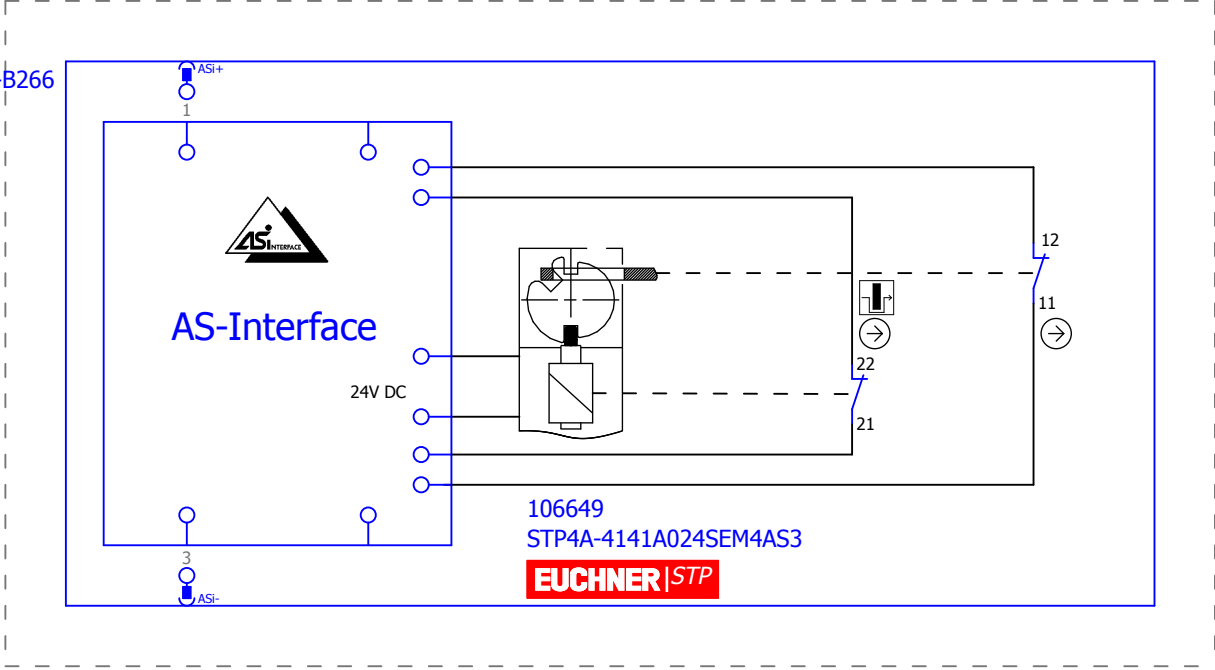 -B266
ASi+
1
ASi
INTERFACE
AS-Interface
24V DC
12
11
22
21
106649
STP4A-4141A024SEM4AS3
EUCHNER|STP
3
ASi-